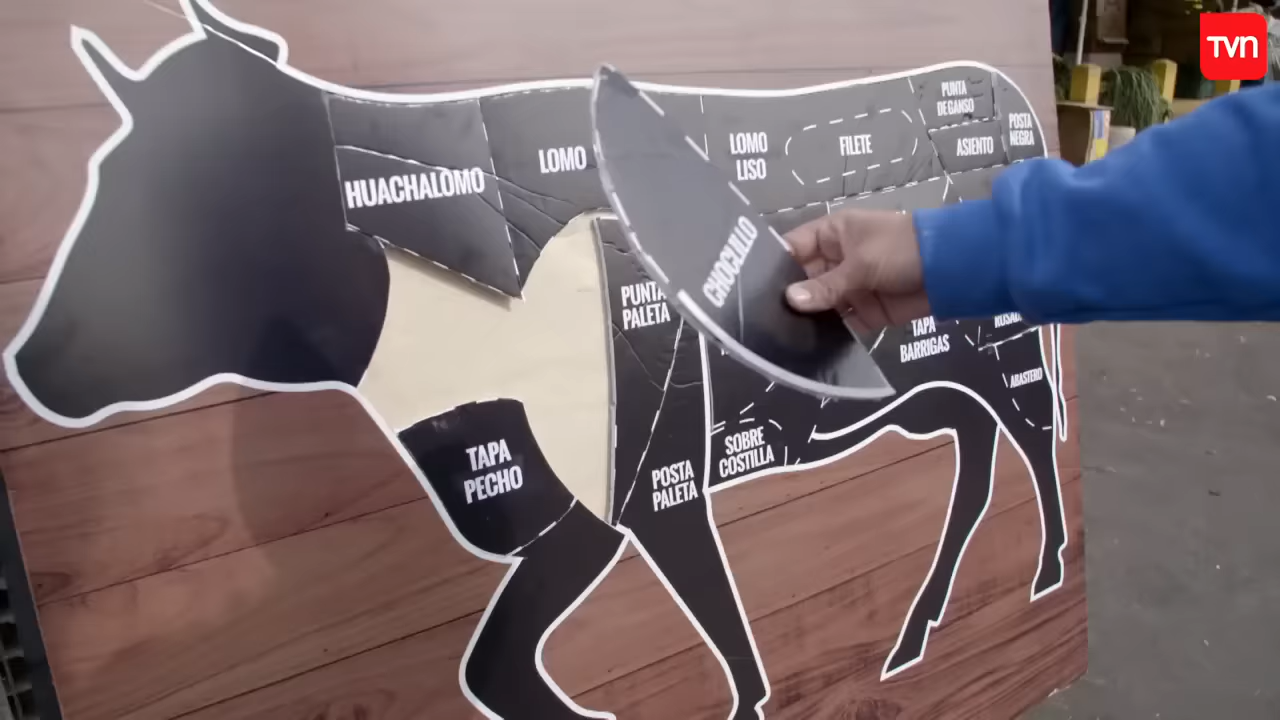 TVN
PUNTA
DE GANSO
POSTA
NEGRA
LOMO
LOMO
LISO
FILETE
ASIENTO
HUACHALOMO
CHOCLILLO
PUNTA
PALETA
TAPA
BARRIGAS
ABASTERO
TAPA
PECHO
SOBRE
COSTILLA
POSTA
PALETA